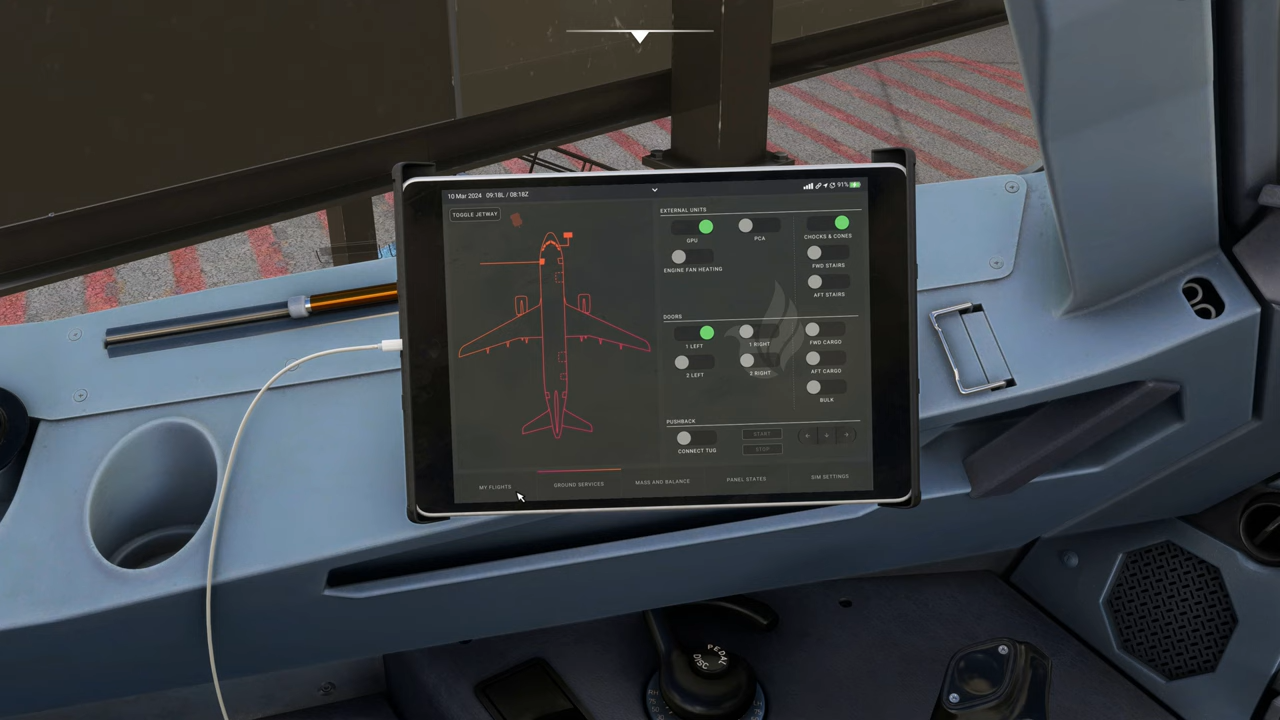 10 Mar 2024 09:18L / 08:18Z
91%
TOGGLE JETWAY
EXTERNAL UNITS
GPU
PCA
CHOCKS & CONES
ENGINE FAN HEATING
FWD STAIRS
AFT STAIRS
DOORS
1 LEFT
1 RIGHT
FWD CARGO
2 LEFT
2 RIGHT
AFT CARGO
BULK
PUSHBACK
CONNECT TUG
START
STOP
MY FLIGHTS
GROUND SERVICES
MASS AND BALANCE
PANEL STATES
SIM SETTINGS
PEDAL
DISC
RH